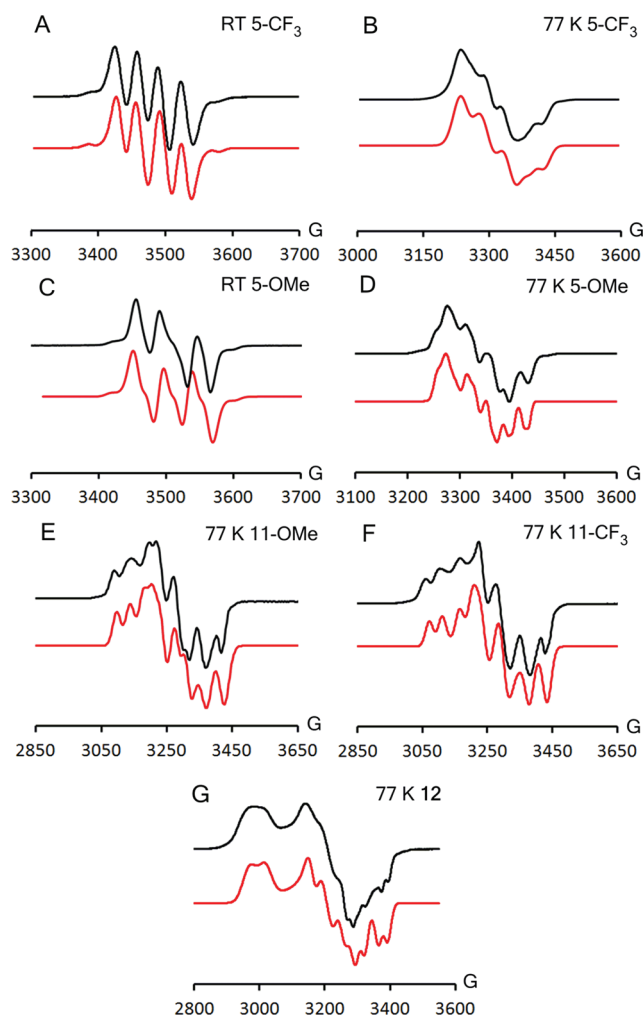 A RT 5-CF₃
B 77 K 5-CF₃
G
3300 3400 3500 3600 3700
G
3000 3150 3300 3450 3600
C RT 5-OMe
D 77 K 5-OMe
G
3300 3400 3500 3600 3700
G
3100 3200 3300 3400 3500 3600
E 77 K 11-OMe
F 77 K 11-CF₃
G
2850 3050 3250 3450 3650
G
2850 3050 3250 3450 3650
G 77 K 12
G
2800 3000 3200 3400 3600